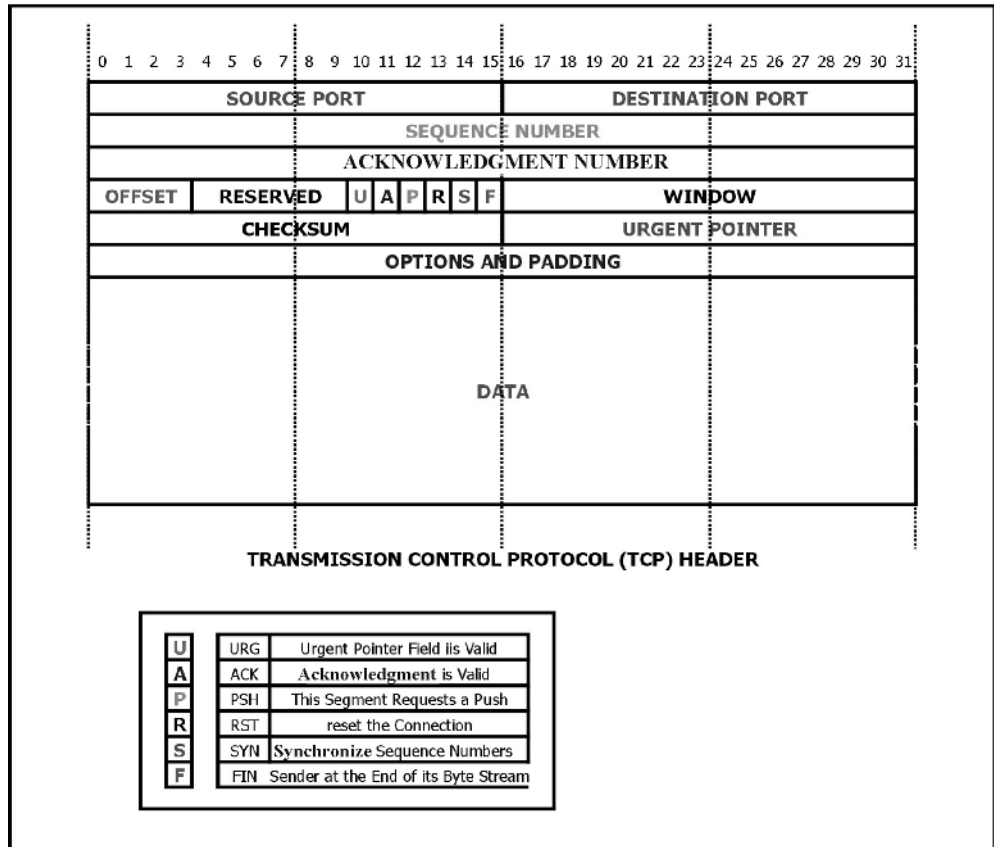 0 1 2 3 4 5 6 7 8 9 10 11 12 13 14 15 16 17 18 19 20 21 22 23 24 25 26 27 28 29 30 31
SOURCE PORT DESTINATION PORT
SEQUENCE NUMBER
ACKNOWLEDGMENT NUMBER
OFFSET RESERVED U A P R S F WINDOW
CHECKSUM URGENT POINTER
OPTIONS AND PADDING
DATA
TRANSMISSION CONTROL PROTOCOL (TCP) HEADER
U URG Urgent Pointer Field iis Valid
A ACK Acknowledgment is Valid
P PSH This Segment Requests a Push
R RST reset the Connection
S SYN Synchronize Sequence Numbers
F FIN Sender at the End of its Byte Stream